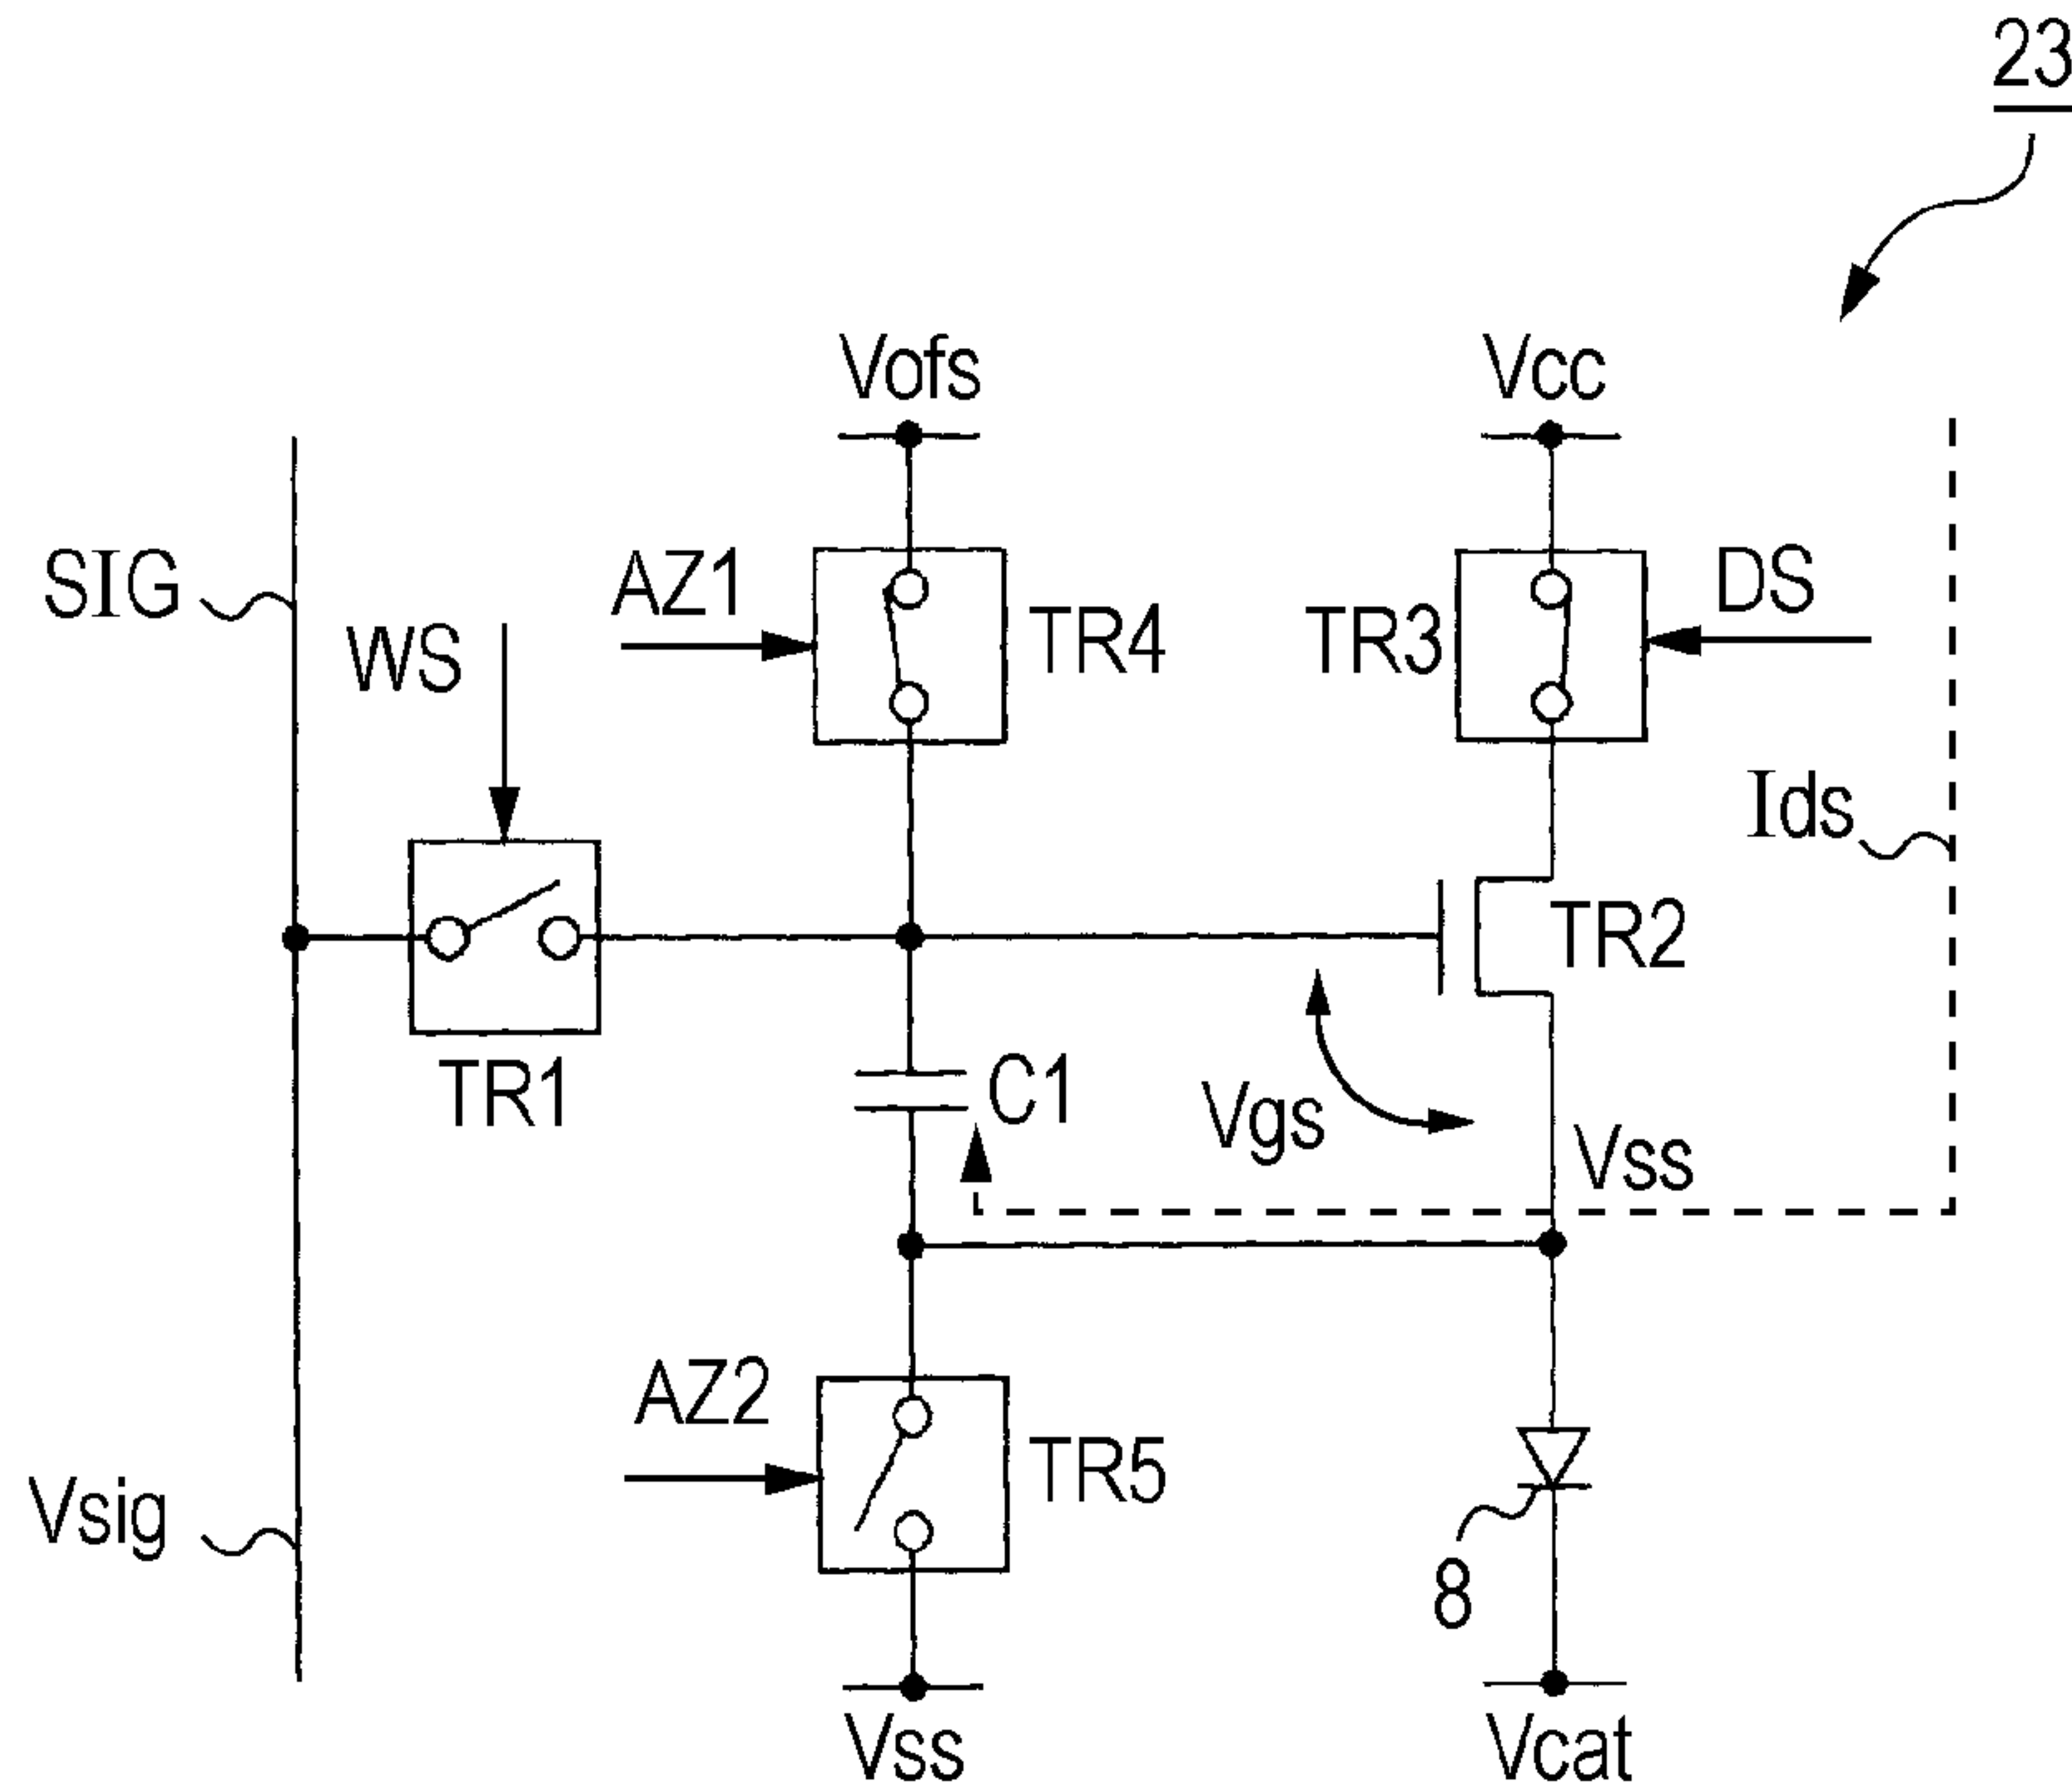 23
Vofs
Vcc
SIG
AZ1
DS
WS
TR4
TR3
Ids
TR2
TR1
C1
Vgs
Vss
AZ2
TR5
Vsig
8
Vss
Vcat